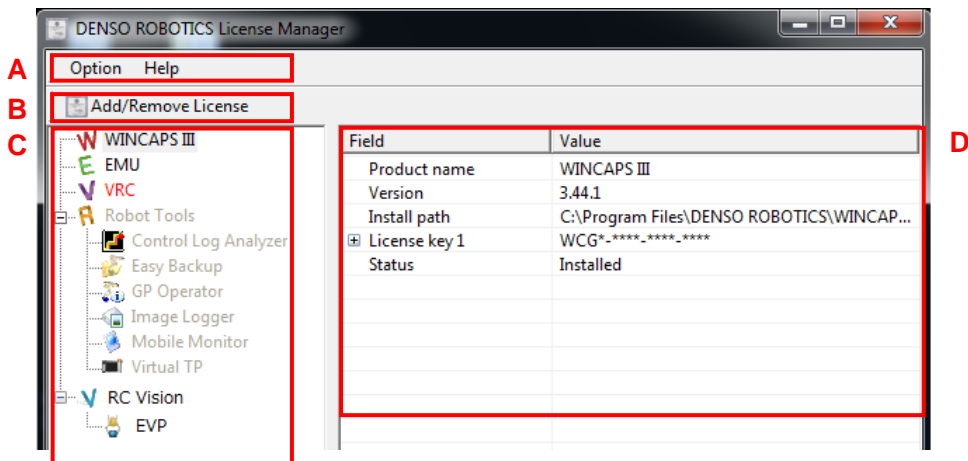 DENSO ROBOTICS License Manager
A
Option Help
B
Add/Remove License
C
WINCAPS III
EMU
VRC
Robot Tools
Control Log Analyzer
Easy Backup
GP Operator
Image Logger
Mobile Monitor
Virtual TP
RC Vision
EVP
D
Field Value
Product name WINCAPS III
Version 3.44.1
Install path C:\Program Files\DENSO ROBOTICS\WINCAP...
License key 1 WCG*-****-****-****
Status Installed